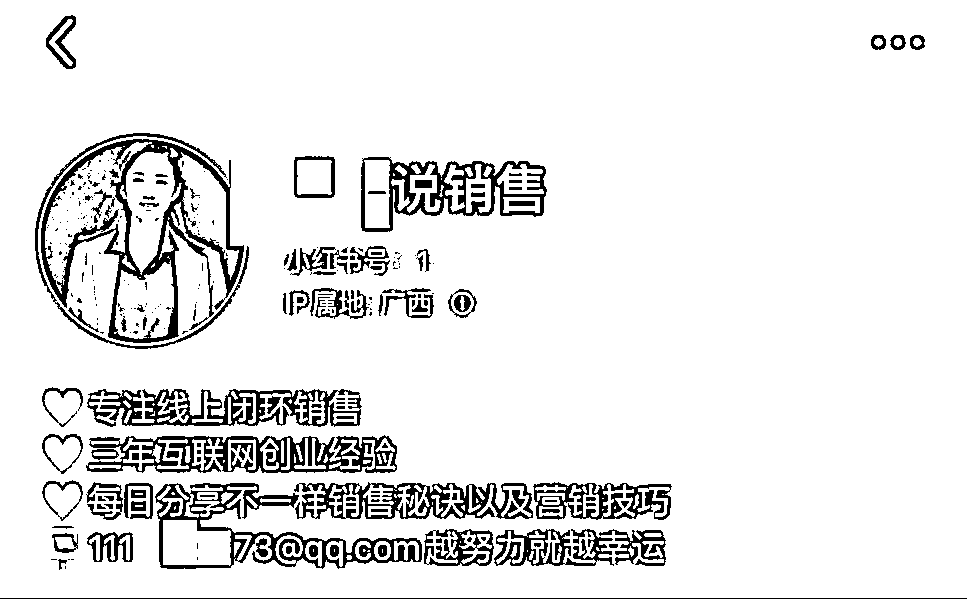 说销售
小红书号: 1
IP属地:广西
专注线上闭环销售
三年互联网创业经验
每日分享不一样销售秘诀以及营销技巧
111 73@qq.com越努力就越幸运